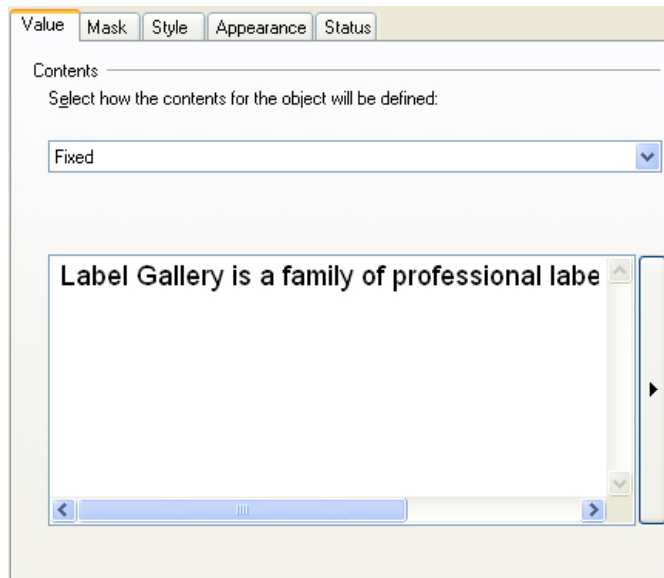 Value Mask Style Appearance Status
Contents
Select how the contents for the object will be defined:
Fixed
Label Gallery is a family of professional labe